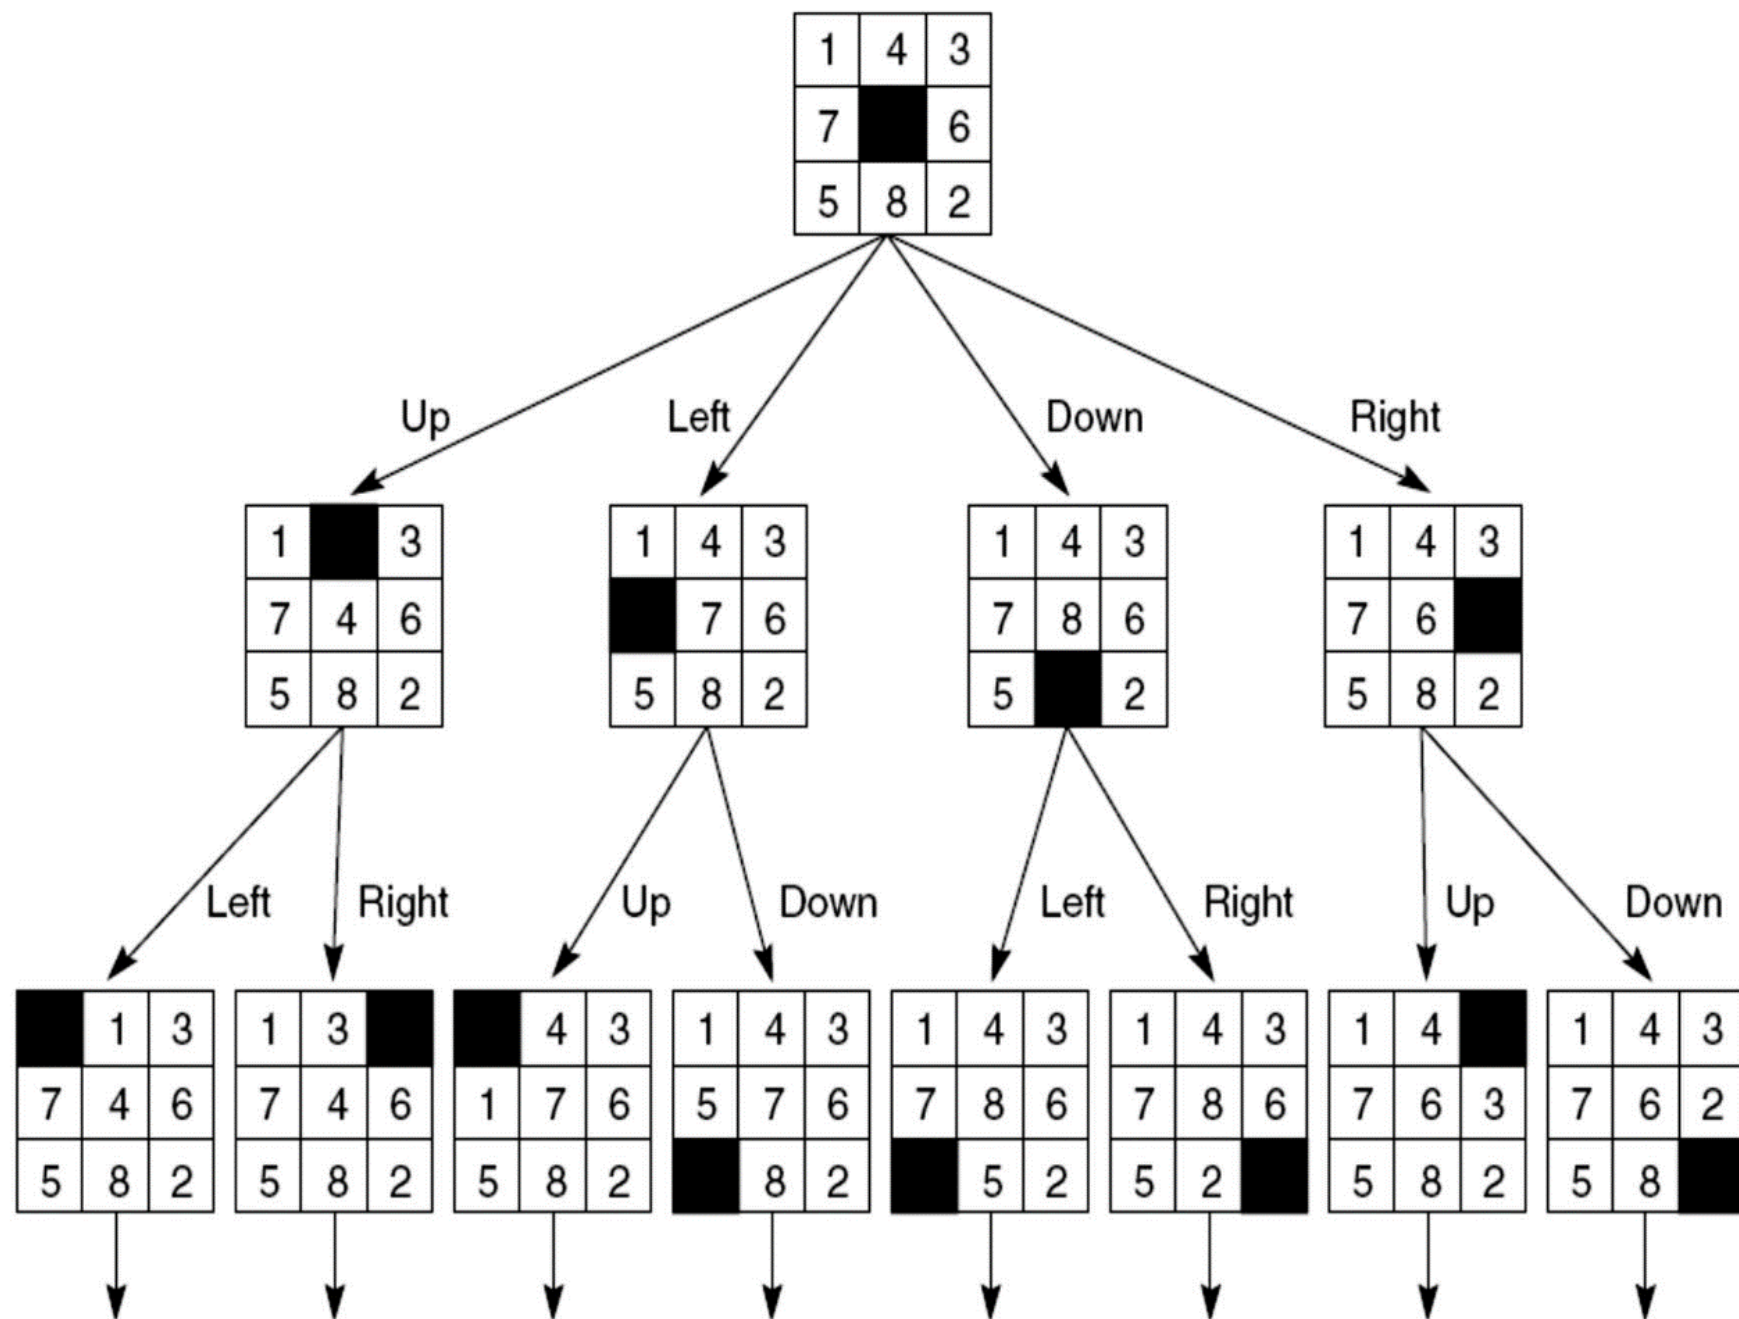 1 4 3
7 6
5 8 2
Up Left Down Right
1 3 1 4 3 1 4 3 1 4 3
7 4 6 7 6 7 8 6 7 6
5 8 2 5 8 2 5 2 5 8 2
Left Right Up Down Left Right Up Down
1 3 1 3 4 3 1 4 3 1 4 3 1 4 3 1 4 1 4 3
7 4 6 7 4 6 1 7 6 5 7 6 7 8 6 7 8 6 7 6 3 7 6 2
5 8 2 5 8 2 5 8 2 8 2 5 2 5 2 5 8 2 5 8